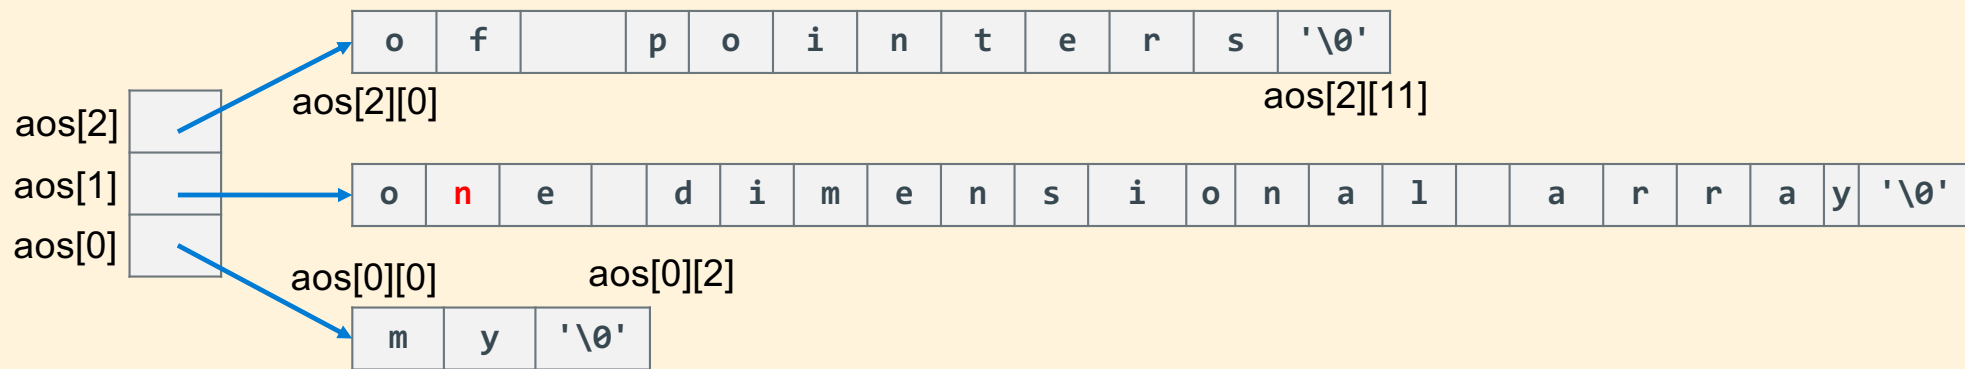 o f p o i n t e r s '\0'
aos[2][0] aos[2][11]
aos[2]
o n e d i m e n s i o n a l a r r a y '\0'
aos[1]
aos[0]
aos[0][0] aos[0][2]
m y '\0'